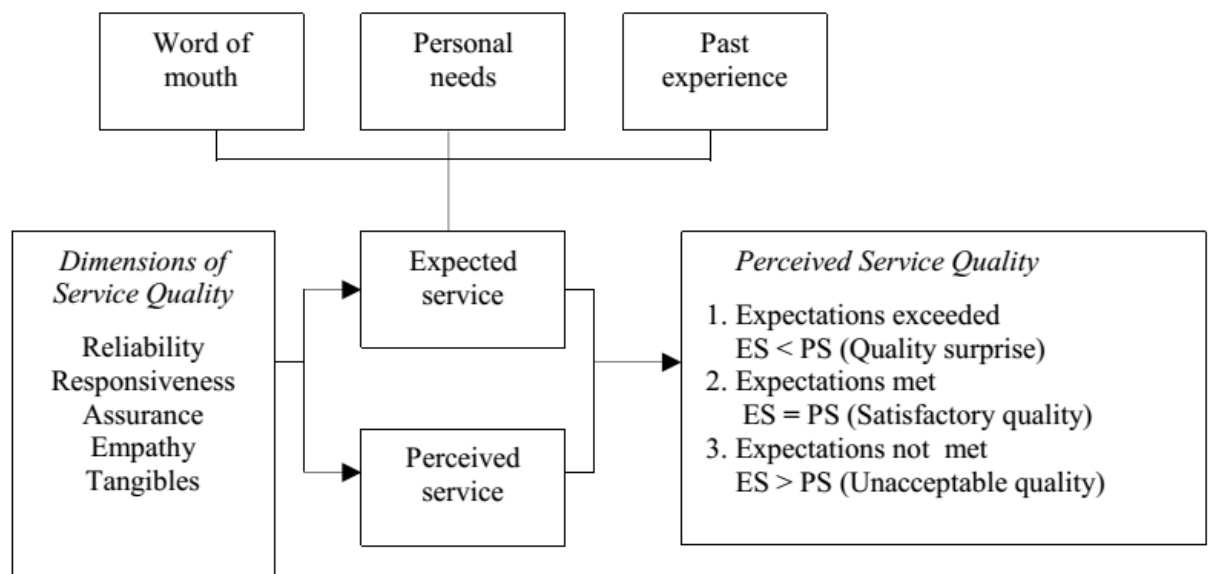 Word of
mouth
Personal
needs
Past
experience
Dimensions of
Service Quality
Reliability
Responsiveness
Assurance
Empathy
Tangibles
Expected
service
Perceived
service
Perceived Service Quality
1. Expectations exceeded
ES < PS (Quality surprise)
2. Expectations met
ES = PS (Satisfactory quality)
3. Expectations not  met
ES > PS (Unacceptable quality)